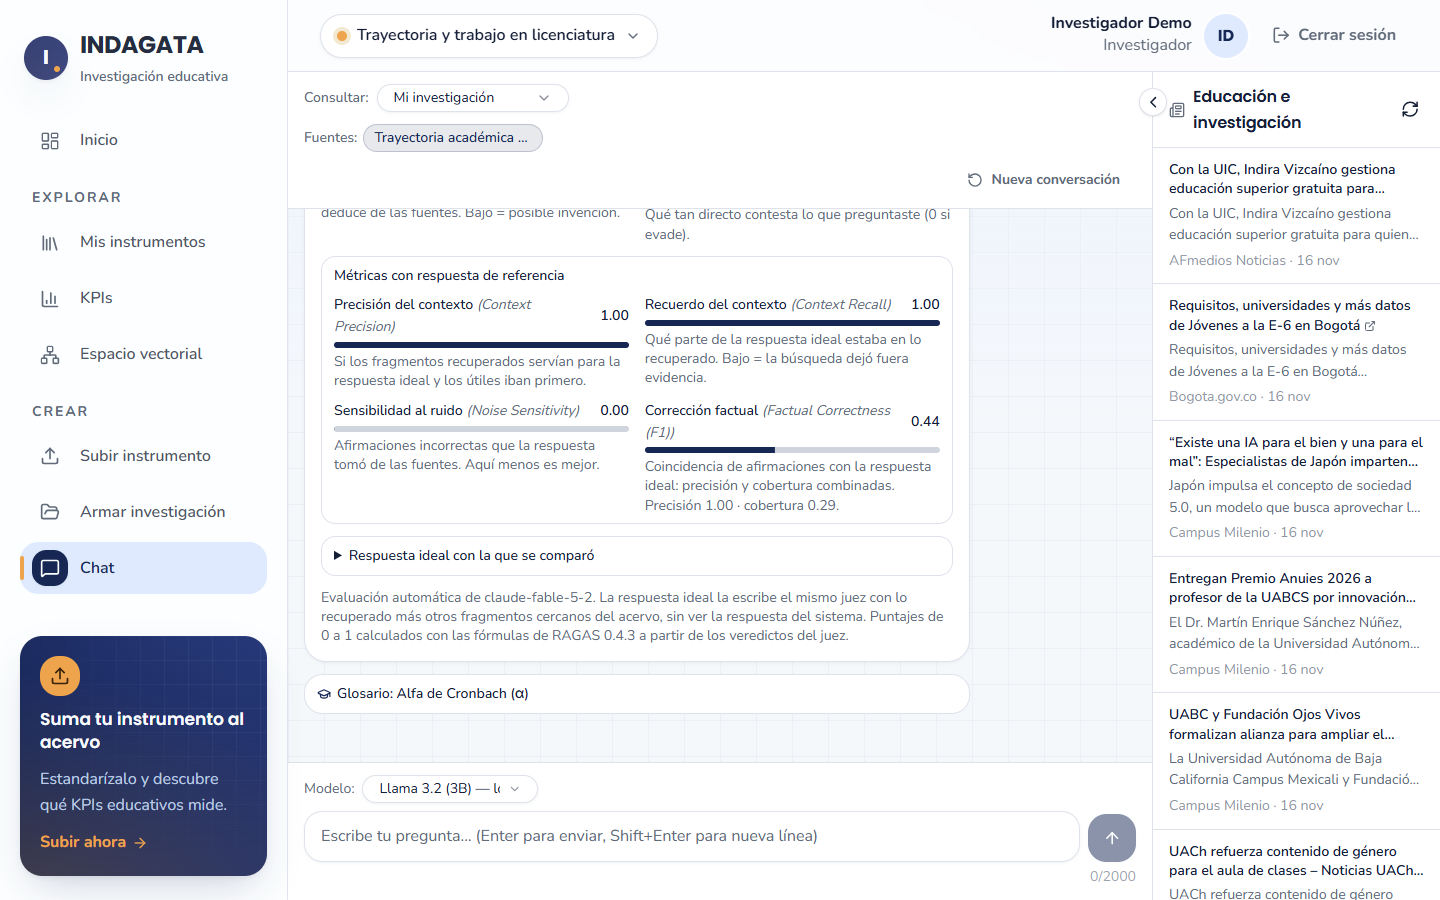 I.
INDAGATA
Investigación educativa
Inicio
EXPLORAR
Mis instrumentos
KPIs
Espacio vectorial
CREAR
Subir instrumento
Armar investigación
Chat
Suma tu instrumento al
acervo
Estandarízalo y descubre
qué KPIs educativos mide.
Subir ahora →
Trayectoria y trabajo en licenciatura
Investigador Demo
Investigador
ID
Cerrar sesión
Consultar:
Mi investigación
Fuentes:
Trayectoria académica ...
Nueva conversación
deduce de las fuentes. Bajo = posible invención.
Qué tan directo contesta lo que preguntaste (0 si
evade).
Métricas con respuesta de referencia
Precisión del contexto (Context
Precision)
1.00
Si los fragmentos recuperados servían para la
respuesta ideal y los útiles iban primero.
Recuerdo del contexto (Context Recall)
1.00
Qué parte de la respuesta ideal estaba en lo
recuperado. Bajo = la búsqueda dejó fuera
evidencia.
Sensibilidad al ruido (Noise Sensitivity)
0.00
Afirmaciones incorrectas que la respuesta
tomó de las fuentes. Aquí menos es mejor.
Corrección factual (Factual Correctness
(F1))
0.44
Coincidencia de afirmaciones con la respuesta
ideal: precisión y cobertura combinadas.
Precisión 1.00 · cobertura 0.29.
Respuesta ideal con la que se comparó
Evaluación automática de claude-fable-5-2. La respuesta ideal la escribe el mismo juez con lo
recuperado más otros fragmentos cercanos del acervo, sin ver la respuesta del sistema. Puntajes de
0 a 1 calculados con las fórmulas de RAGAS 0.4.3 a partir de los veredictos del juez.
Glosario: Alfa de Cronbach (α)
Modelo:
Llama 3.2 (3B) — lo
Escribe tu pregunta... (Enter para enviar, Shift+Enter para nueva línea)
0/2000
Educación e
investigación
Con la UIC, Indira Vizcaíno gestiona
educación superior gratuita para...
Con la UIC, Indira Vizcaíno gestiona
educación superior gratuita para quien...
AFmedios Noticias · 16 nov
Requisitos, universidades y más datos
de Jóvenes a la E-6 en Bogotá
Requisitos, universidades y más datos
de Jóvenes a la E-6 en Bogotá...
Bogota.gov.co · 16 nov
“Existe una IA para el bien y una para el
mal”: Especialistas de Japón imparten...
Japón impulsa el concepto de sociedad
5.0, un modelo que busca aprovechar l...
Campus Milenio · 16 nov
Entregan Premio Anuies 2026 a
profesor de la UABCS por innovación...
El Dr. Martín Enrique Sánchez Núñez,
académico de la Universidad Autónom...
Campus Milenio · 16 nov
UABC y Fundación Ojos Vivos
formalizan alianza para ampliar el...
La Universidad Autónoma de Baja
California Campus Mexicali y Fundació...
Campus Milenio · 16 nov
UACh refuerza contenido de género
para el aula de clases – Noticias UACh...
UACh refuerza contenido de género